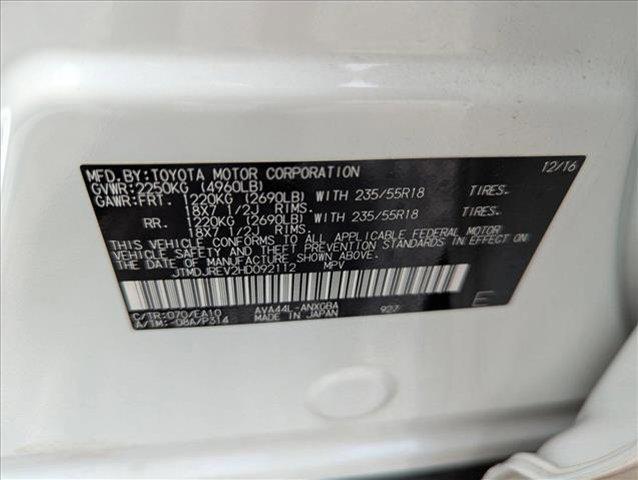 MFD.BY:TOYOTA MOTOR CORPORATION 12/16
GVWR:2250KG (4960LB)
GAWR:FRT. 1220KG (2690LB) WITH 235/55R18 TIRES.
18X7 1/2J RIMS.
RR. 1220KG (2690LB) WITH 235/55R18 TIRES.
18X7 1/2J RIMS.
THIS VEHICLE CONFORMS TO ALL APPLICABLE FEDERAL MOTOR
VEHICLE SAFETY AND THEFT PREVENTION STANDARDS IN EFFECT ON
THE DATE OF MANUFACTURE SHOWN ABOVE.
JTMDJREV2HD092112 MPV
C/TR:070/EA10 AVA44L-ANXGBA 927 E
A/TM:-08A/P314 MADE IN JAPAN